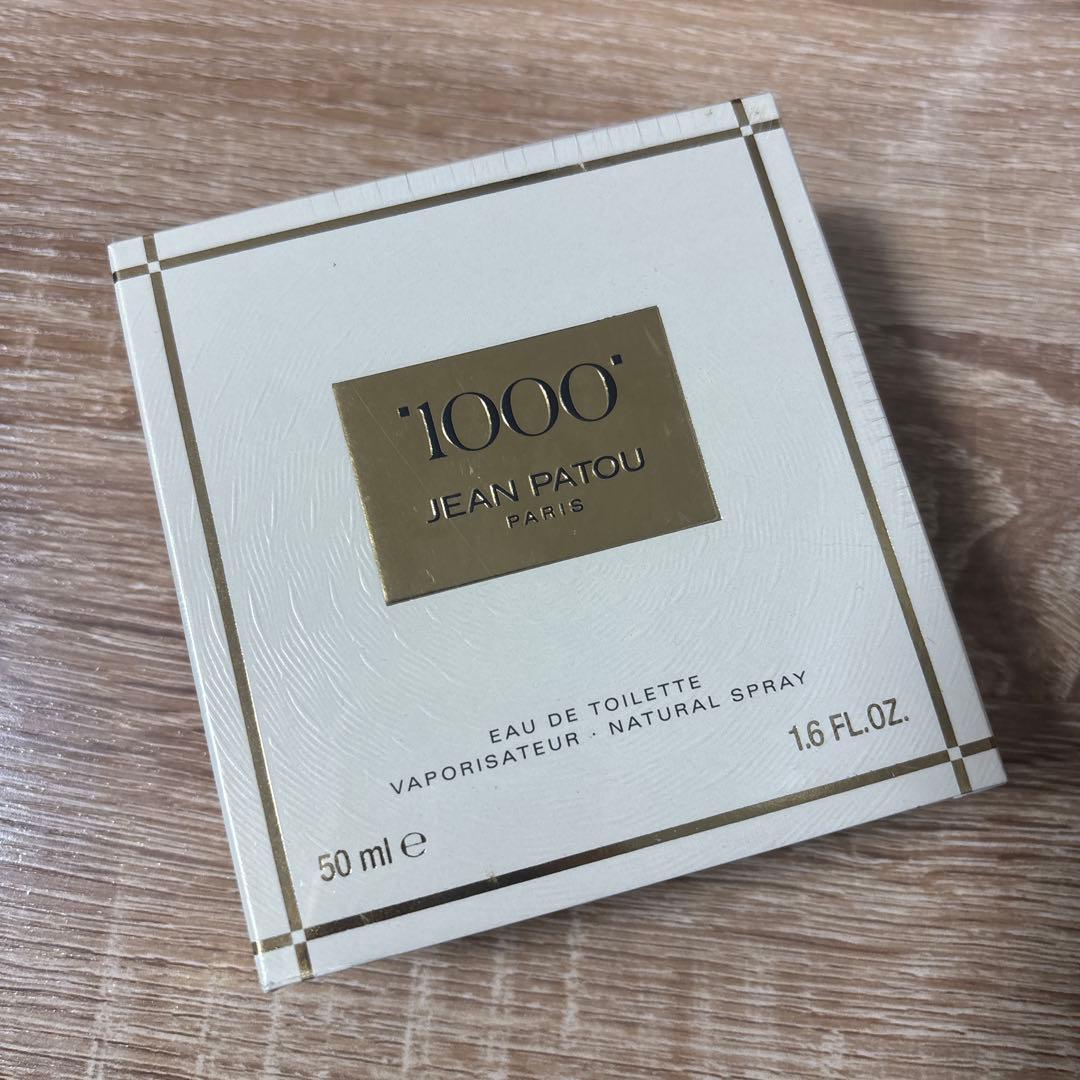 "1000"
JEAN PATOU
PARIS
EAU DE TOILETTE
VAPORISATEUR · NATURAL SPRAY
50 ml ℮
1.6 FL.OZ.